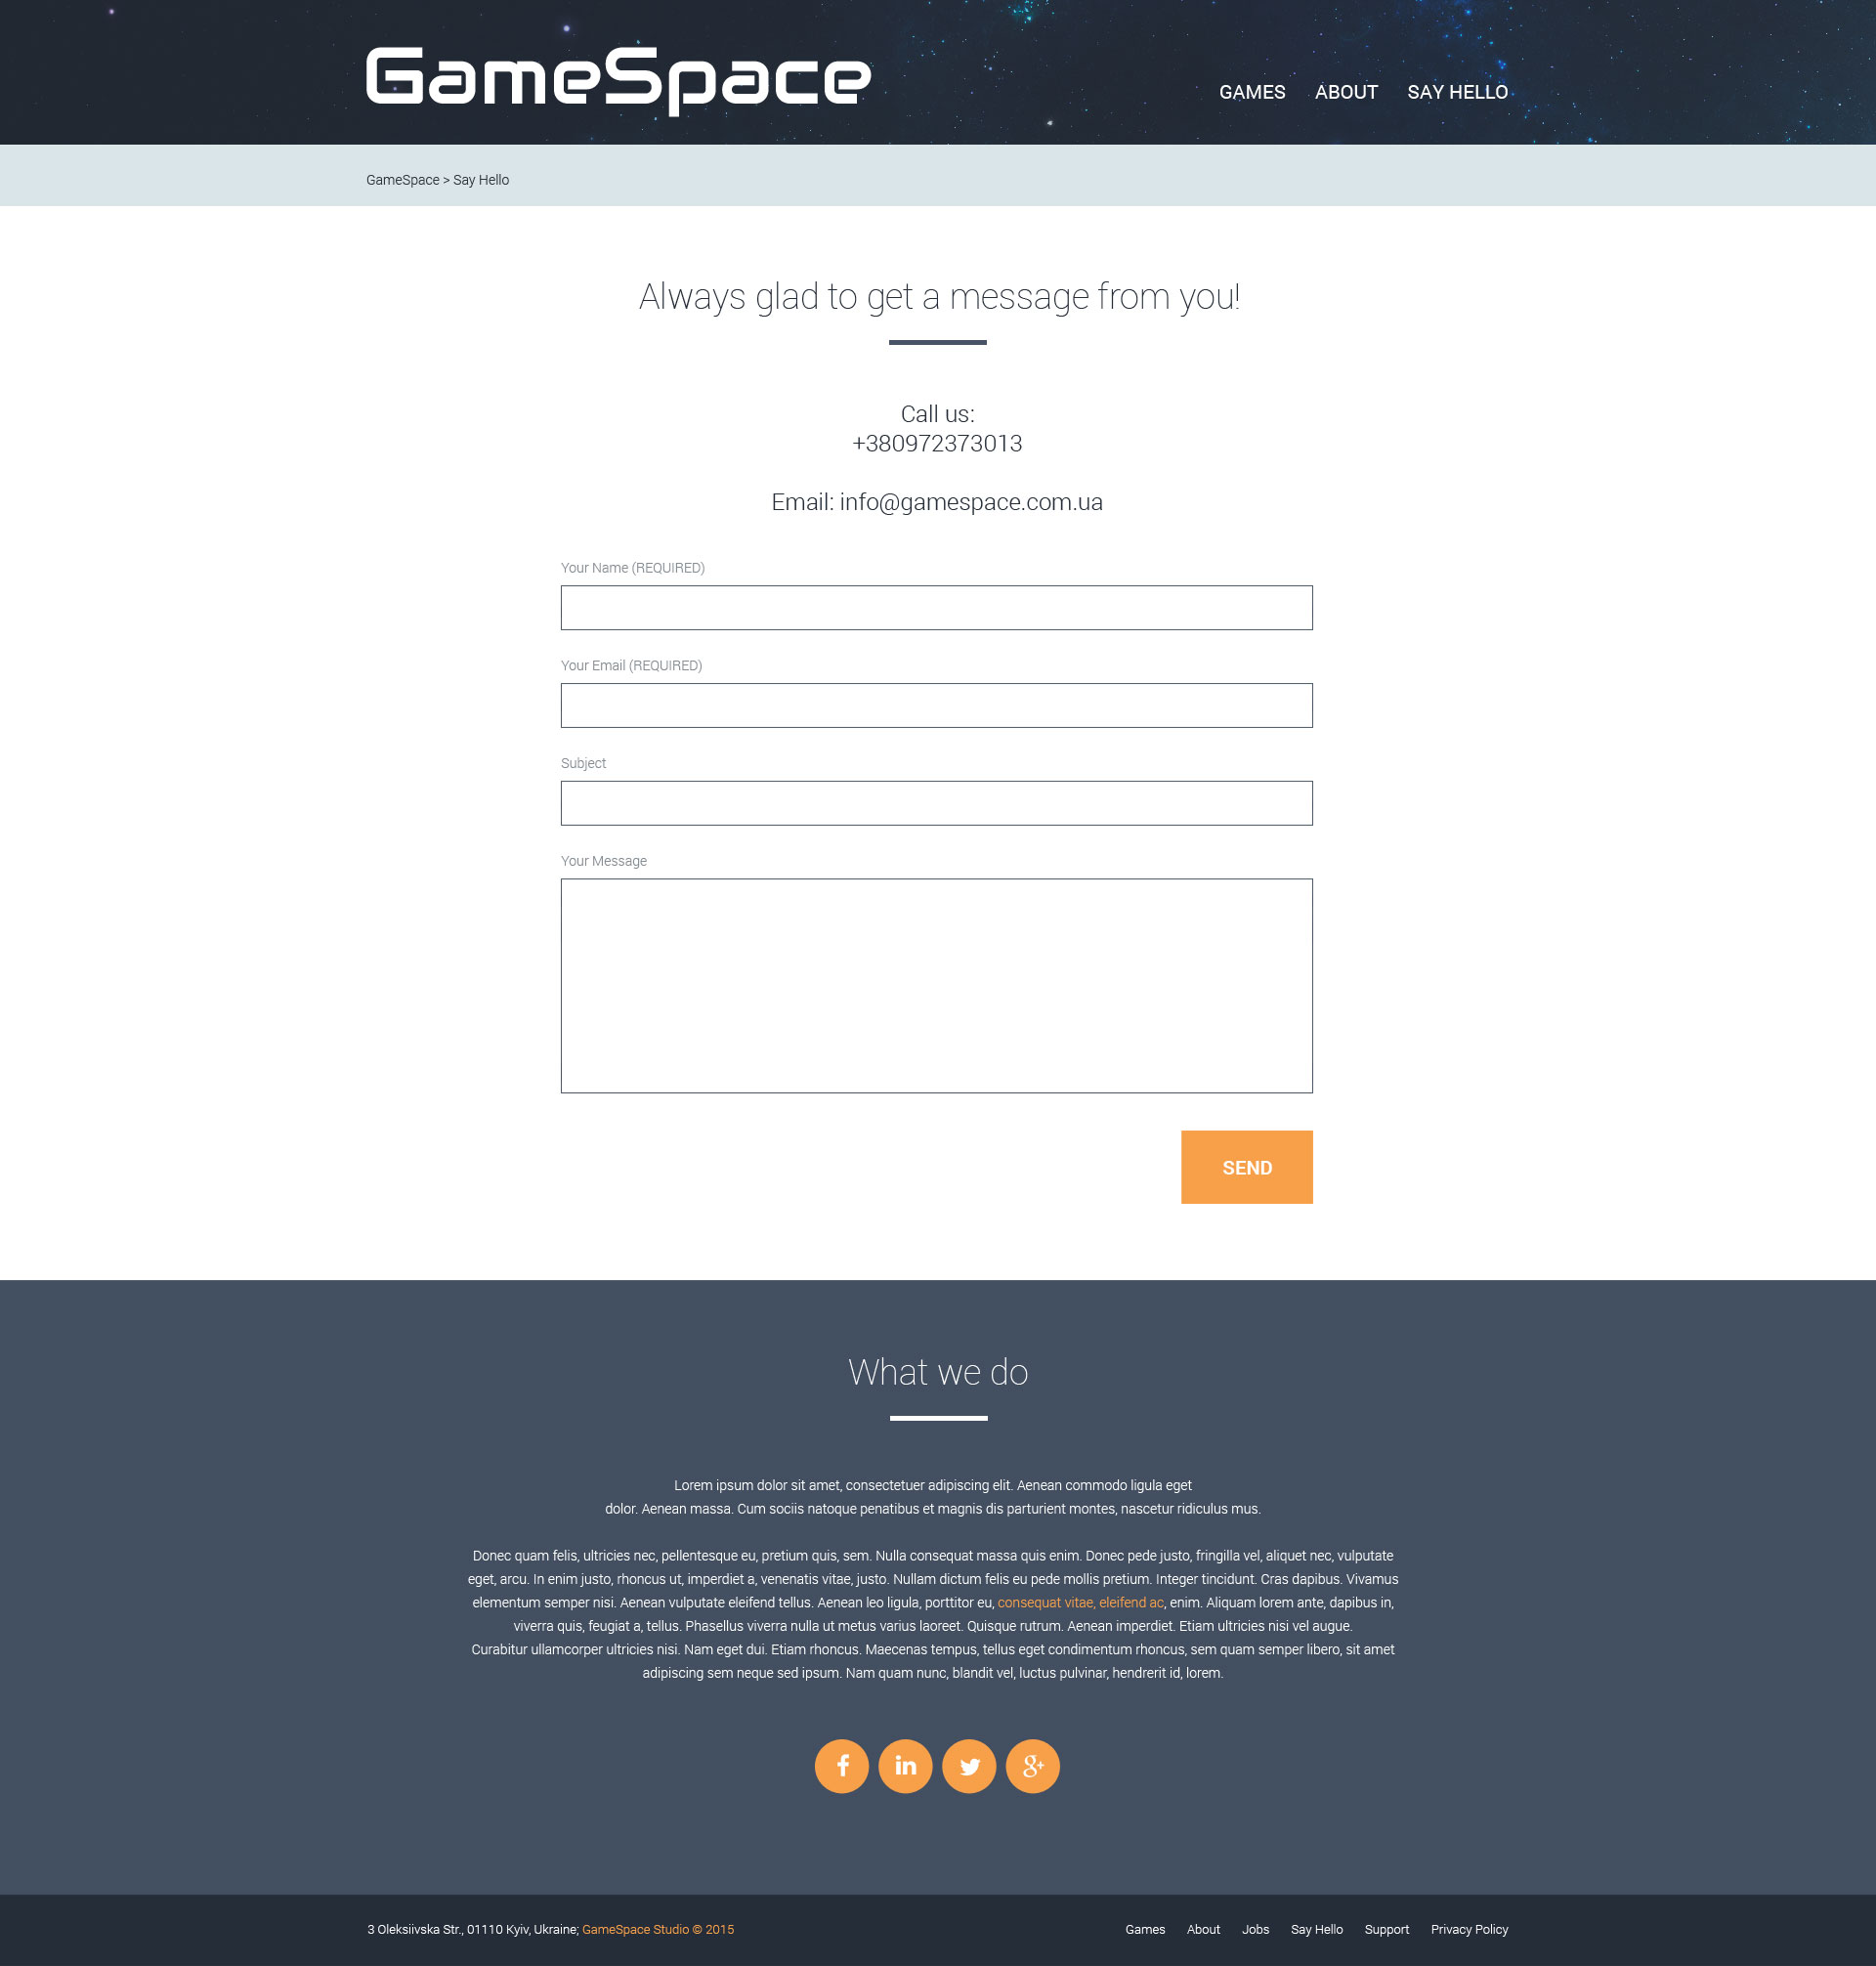 GameSpace
GAMES ABOUT SAY HELLO
GameSpace > Say Hello
Always glad to get a message from you!
Call us:
+380972373013
Email: info@gamespace.com.ua
Your Name (REQUIRED)
Your Email (REQUIRED)
Subject
Your Message
SEND
What we do
Lorem ipsum dolor sit amet, consectetuer adipiscing elit. Aenean commodo ligula eget
dolor. Aenean massa. Cum sociis natoque penatibus et magnis dis parturient montes, nascetur ridiculus mus.
Donec quam felis, ultricies nec, pellentesque eu, pretium quis, sem. Nulla consequat massa quis enim. Donec pede justo, fringilla vel, aliquet nec, vulputate
eget, arcu. In enim justo, rhoncus ut, imperdiet a, venenatis vitae, justo. Nullam dictum felis eu pede mollis pretium. Integer tincidunt. Cras dapibus. Vivamus
elementum semper nisi. Aenean vulputate eleifend tellus. Aenean leo ligula, porttitor eu, consequat vitae, eleifend ac, enim. Aliquam lorem ante, dapibus in,
viverra quis, feugiat a, tellus. Phasellus viverra nulla ut metus varius laoreet. Quisque rutrum. Aenean imperdiet. Etiam ultricies nisi vel augue.
Curabitur ullamcorper ultricies nisi. Nam eget dui. Etiam rhoncus. Maecenas tempus, tellus eget condimentum rhoncus, sem quam semper libero, sit amet
adipiscing sem neque sed ipsum. Nam quam nunc, blandit vel, luctus pulvinar, hendrerit id, lorem.
f in g+
3 Oleksiivska Str., 01110 Kyiv, Ukraine; GameSpace Studio © 2015
Games About Jobs Say Hello Support Privacy Policy